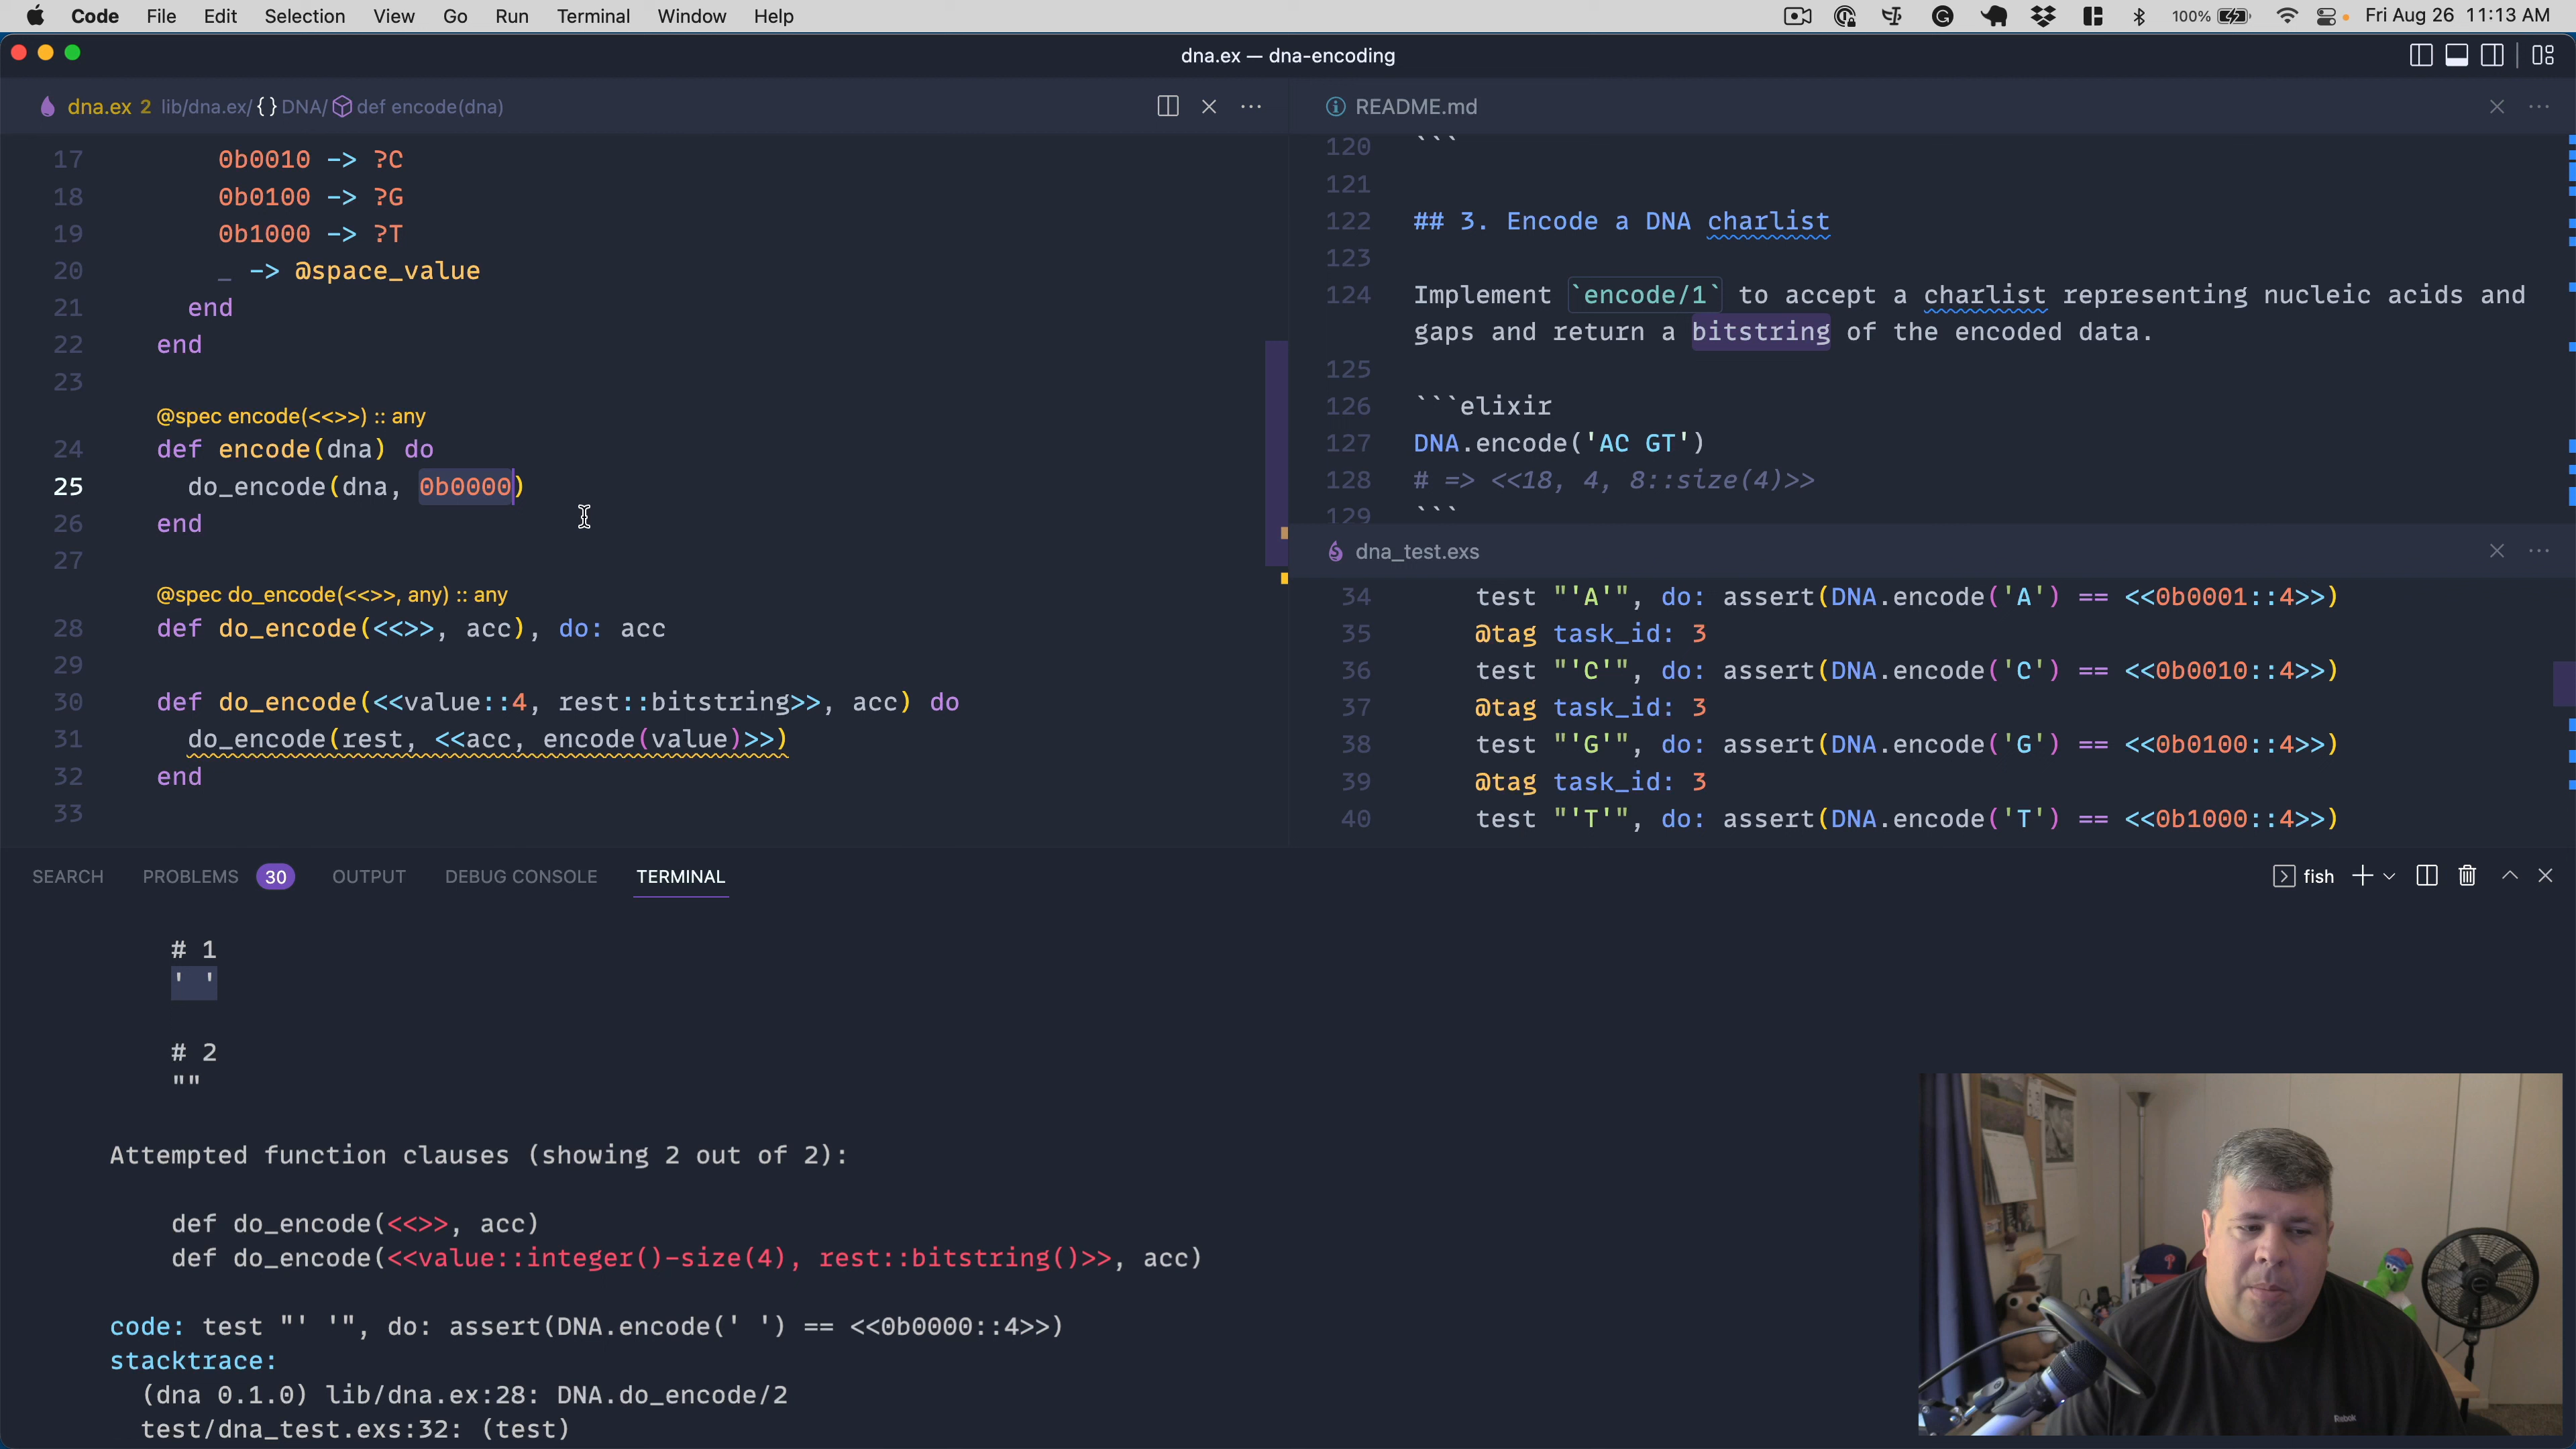 Code File Edit Selection View Go Run Terminal Window Help 100% Fri Aug 26 11:13 AM
dna.ex — dna-encoding
dna.ex 2 lib/dna.ex/ {} DNA/ def encode(dna)
17 0b0010 -> ?C
18 0b0100 -> ?G
19 0b1000 -> ?T
20 _ -> @space_value
21 end
22 end
23
@spec encode(<<>>) :: any
24 def encode(dna) do
25 do_encode(dna, 0b0000)
26 end
27
@spec do_encode(<<>>, any) :: any
28 def do_encode(<<>>, acc), do: acc
29
30 def do_encode(<<value::4, rest::bitstring>>, acc) do
31 do_encode(rest, <<acc, encode(value)>>)
32 end
33
README.md
120 ```
121
122 ## 3. Encode a DNA charlist
123
124 Implement `encode/1` to accept a charlist representing nucleic acids and
gaps and return a bitstring of the encoded data.
125
126 ```elixir
127 DNA.encode('AC GT')
128 # => <<18, 4, 8::size(4)>>
129 ```
dna_test.exs
34 test "'A'", do: assert(DNA.encode('A') == <<0b0001::4>>)
35 @tag task_id: 3
36 test "'C'", do: assert(DNA.encode('C') == <<0b0010::4>>)
37 @tag task_id: 3
38 test "'G'", do: assert(DNA.encode('G') == <<0b0100::4>>)
39 @tag task_id: 3
40 test "'T'", do: assert(DNA.encode('T') == <<0b1000::4>>)
SEARCH PROBLEMS 30 OUTPUT DEBUG CONSOLE TERMINAL fish
# 1
' '
# 2
""
Attempted function clauses (showing 2 out of 2):
def do_encode(<<>>, acc)
def do_encode(<<value::integer()-size(4), rest::bitstring()>>, acc)
code: test "' '", do: assert(DNA.encode(' ') == <<0b0000::4>>)
stacktrace:
(dna 0.1.0) lib/dna.ex:28: DNA.do_encode/2
test/dna_test.exs:32: (test)
Reebok